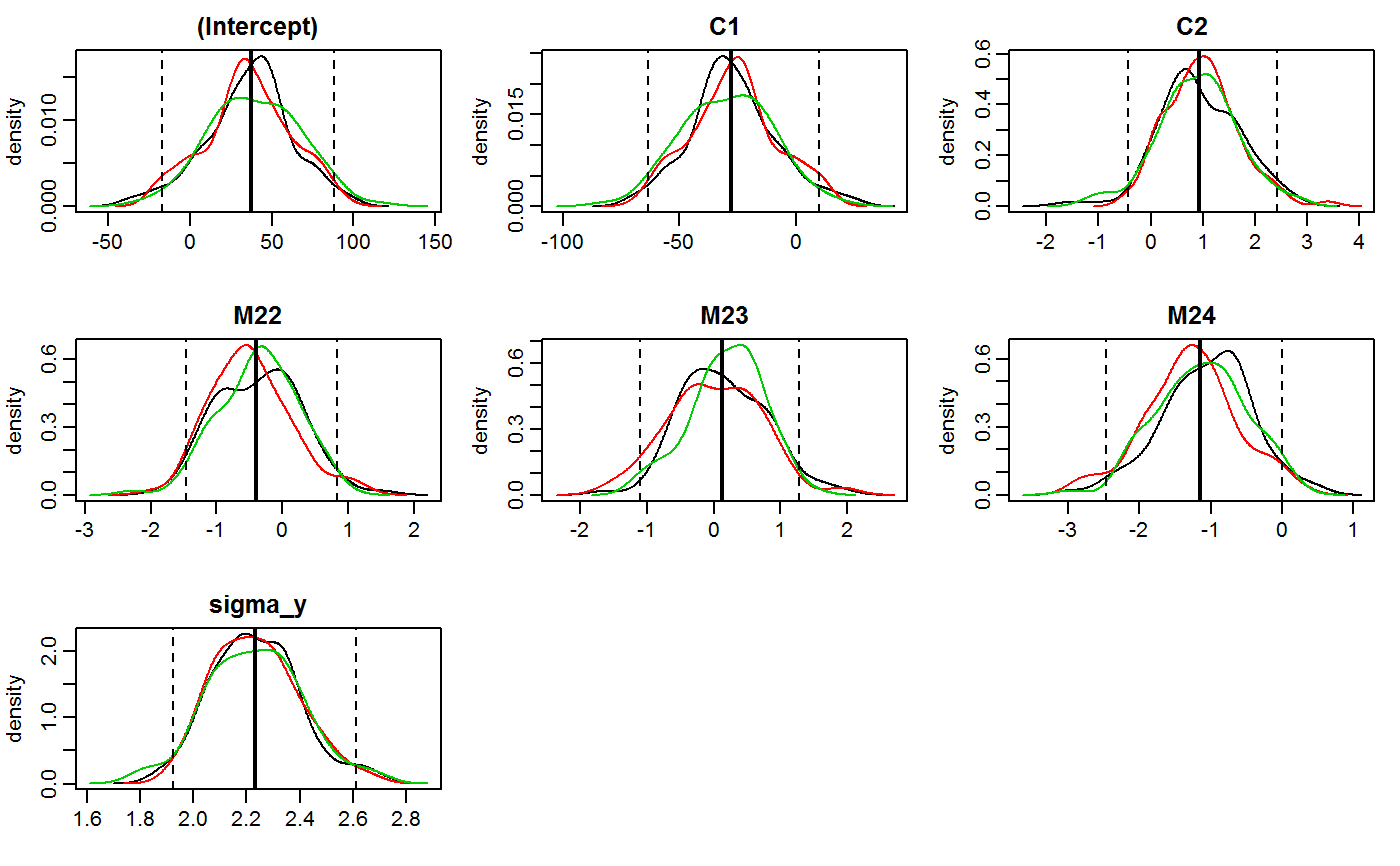 (Intercept)
density
0.000 0.010
-50 0 50 100 150
C1
density
0.000 0.015
-100 -50 0
C2
density
0.0 0.2 0.4 0.6
-2 -1 0 1 2 3 4
M22
density
0.0 0.3 0.6
-3 -2 -1 0 1 2
M23
density
0.0 0.3 0.6
-2 -1 0 1 2
M24
density
0.0 0.3 0.6
-3 -2 -1 0 1
sigma_y
density
0.0 1.0 2.0
1.6 1.8 2.0 2.2 2.4 2.6 2.8